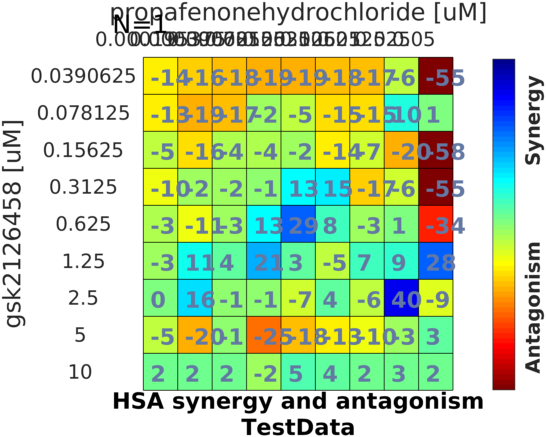 propafenonehydrochloride [uM]
N=1
0.0390625 -14 -16 -18 -19 -19 -18 -17 -6 -55
0.078125 -13 -19 -17 -2 -5 -15 -15 10 1
0.15625 -5 -16 -4 -4 -2 -14 -7 -20 -58
0.3125 -10 -2 -2 -1 13 15 -17 -6 -55
0.625 -3 -11 -3 13 29 8 -3 1 -34
1.25 -3 11 4 21 3 -5 7 9 28
2.5 0 16 -1 -1 -7 4 -6 40 -9
5 -5 -20 -1 -25 -18 -13 -10 -3 3
10 2 2 2 -2 5 4 2 3 2
gsk2126458 [uM]
Synergy
Antagonism
HSA synergy and antagonism
TestData